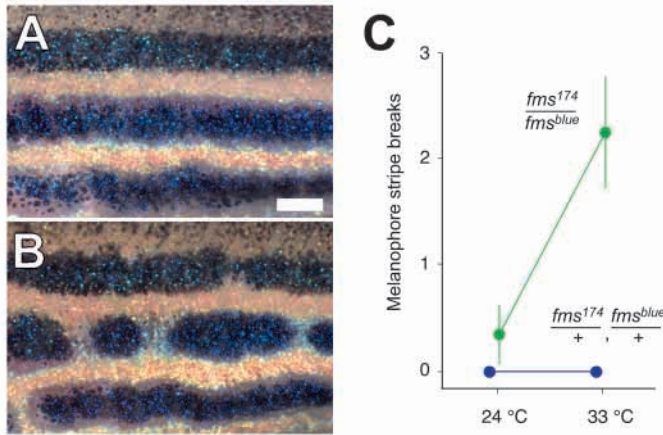 A
B
C
3
2
1
0
Melanophore stripe breaks
fms174
fmsblue
fms174 , fmsblue
+ +
24 °C
33 °C